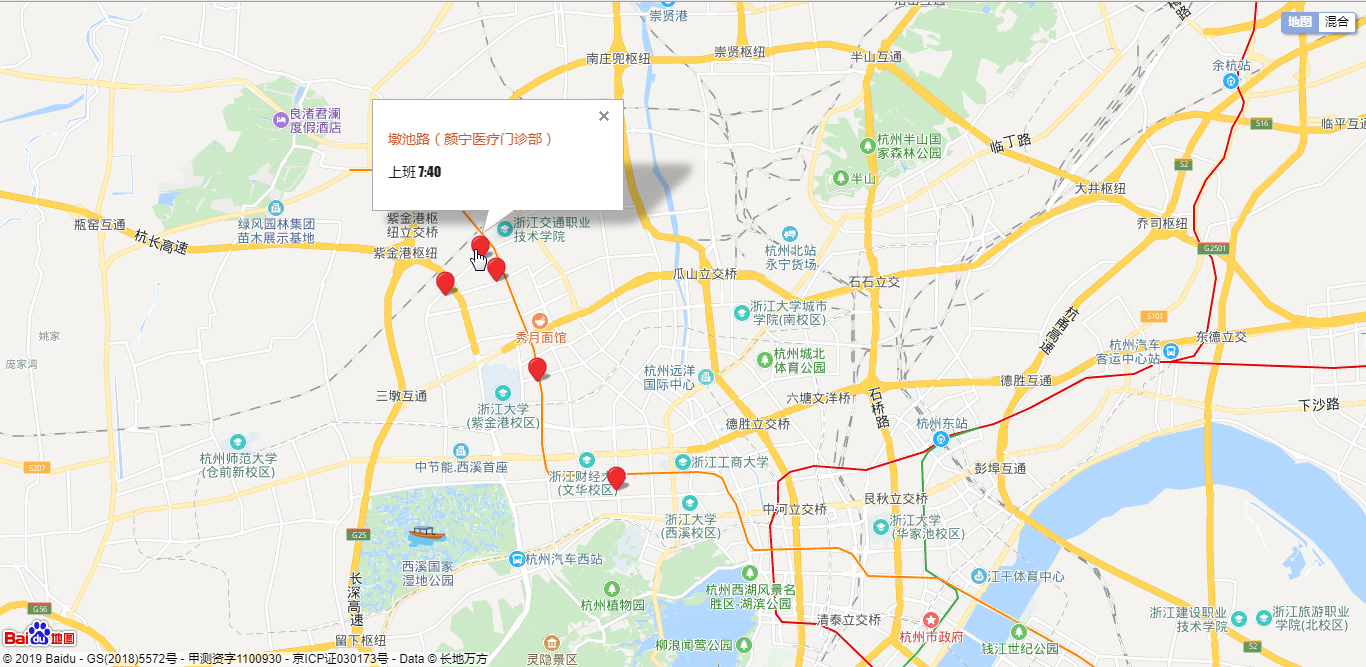 崇贤港
地图 混合
南庄兜枢纽
崇贤枢纽
半山互通
余杭站
良渚君澜
度假酒店
S16
临平互通
墩池路（颜宁医疗门诊部）
上班 7:40
杭州半山国
家森林公园
临丁路
S2
半山
大井枢纽
绿风园林集团
苗木展示基地
瓶窑互通
杭长高速
紫金港枢
纽立交桥
浙江交通职业
技术学院
乔司枢纽
紫金港枢纽
杭州北站
永宁货场
G2501
瓜山立交桥
石石立交
浙江大学城市
学院(南校区)
杭甬高速
S101
姚家
秀月面馆
东德立交
杭州汽车
客运中心站
庞家湾
杭州城北
体育公园
杭州远洋
国际中心
德胜互通
三墩互通
浙江大学
(紫金港校区)
六塘文洋桥
石桥路
下沙路
德胜立交桥
杭州东站
杭州师范大学
(仓前新校区)
中节能.西溪首座
浙江工商大学
彭埠互通
S207
浙江财经大
(文华校区)
艮秋立交桥
中河立交桥
浙江大学
(西溪校区)
浙江大学
(华家池校区)
G25
杭州汽车西站
西溪国家
湿地公园
长深高速
江干体育中心
杭州西湖风景名
胜区-湖滨公园
杭州植物园
G56
清泰立交桥
杭州市政府
浙江建设职业
技术学院
浙江旅游职业
学院(北校区)
Bai du 地图
留下枢纽
柳浪闻莺公园
钱江世纪公园
S2
灵隐景区
© 2019 Baidu - GS(2018)5572号 - 甲测资字1100930 - 京ICP证030173号 - Data © 长地万方